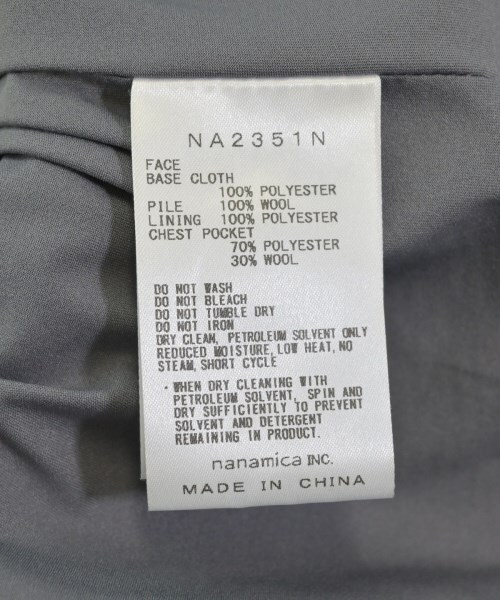 NA2351N
FACE
BASE CLOTH
100% POLYESTER
PILE 100% WOOL
LINING 100% POLYESTER
CHEST POCKET
70% POLYESTER
30% WOOL
DO NOT WASH
DO NOT BLEACH
DO NOT TUMBLE DRY
DO NOT IRON
DRY CLEAN, PETROLEUM SOLVENT ONLY
REDUCED MOISTURE, LOW HEAT, NO
STEAM, SHORT CYCLE
・WHEN DRY CLEANING WITH
PETROLEUM SOLVENT, SPIN AND
DRY SUFFICIENTLY TO PREVENT
SOLVENT AND DETERGENT
REMAINING IN PRODUCT.
nanamica INC.
MADE IN CHINA